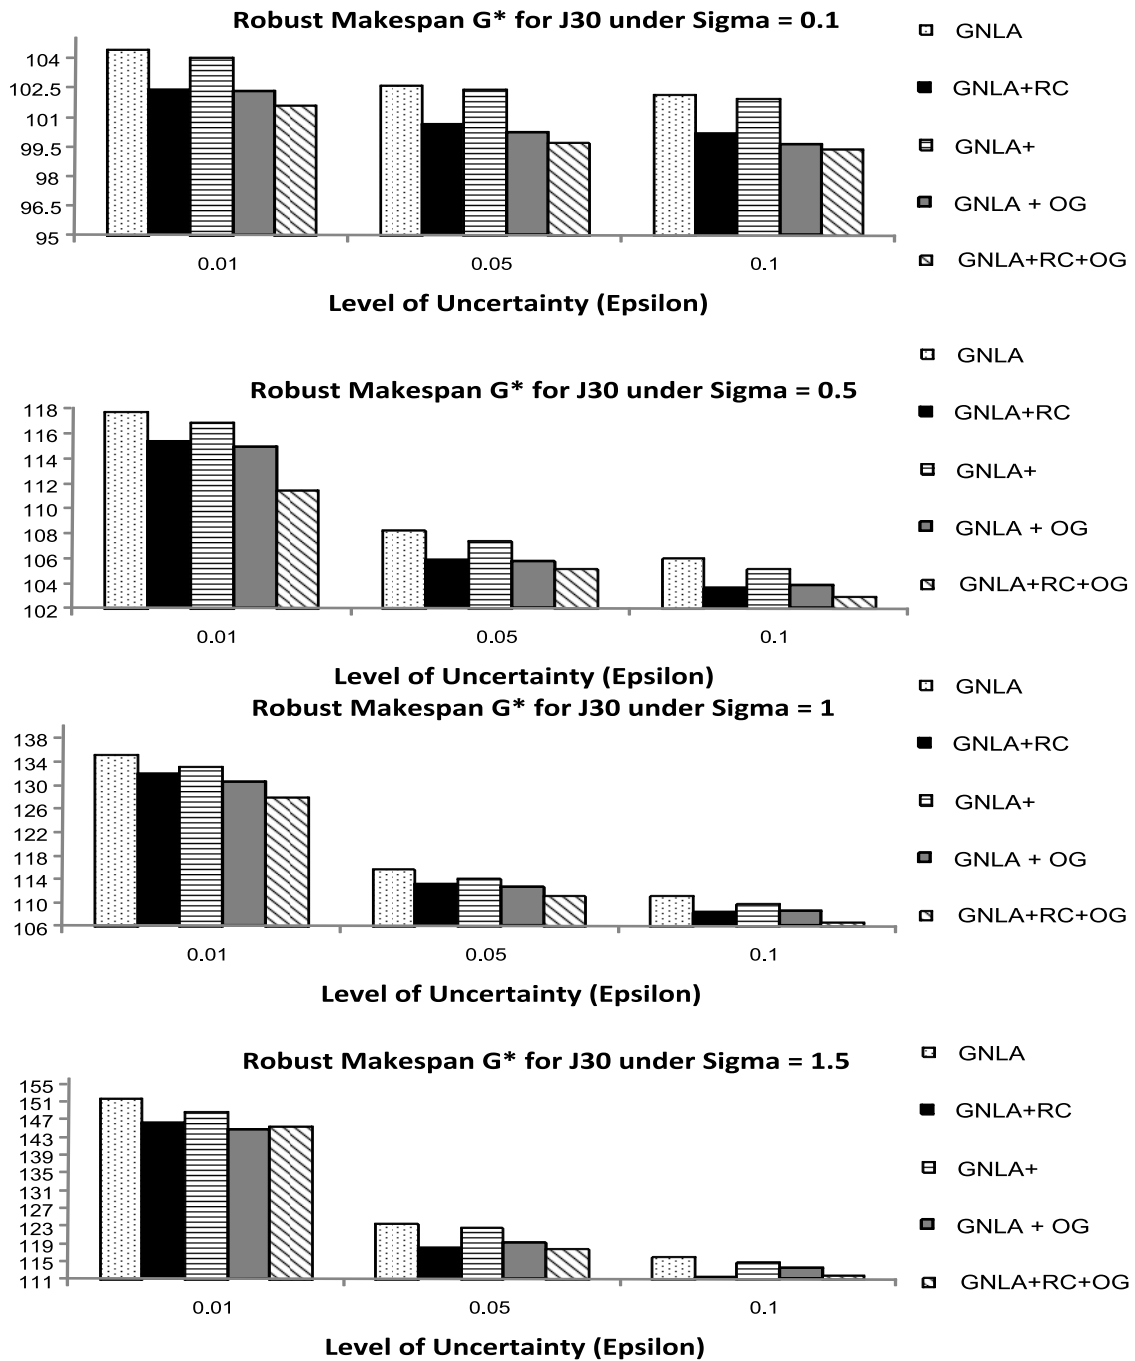 Robust Makespan G* for J30 under Sigma = 0.1
104
102.5
101
99.5
98
96.5
95
0.01
0.05
0.1
Level of Uncertainty (Epsilon)
GNLA
GNLA+RC
GNLA+
GNLA + OG
GNLA+RC+OG
Robust Makespan G* for J30 under Sigma = 0.5
118
116
114
112
110
108
106
104
102
0.01
0.05
0.1
Level of Uncertainty (Epsilon)
GNLA
GNLA+RC
GNLA+
GNLA + OG
GNLA+RC+OG
Robust Makespan G* for J30 under Sigma = 1
138
134
130
126
122
118
114
110
106
0.01
0.05
0.1
Level of Uncertainty (Epsilon)
GNLA
GNLA+RC
GNLA+
GNLA + OG
GNLA+RC+OG
Robust Makespan G* for J30 under Sigma = 1.5
155
151
147
143
139
135
131
127
123
119
115
111
0.01
0.05
0.1
Level of Uncertainty (Epsilon)
GNLA
GNLA+RC
GNLA+
GNLA + OG
GNLA+RC+OG